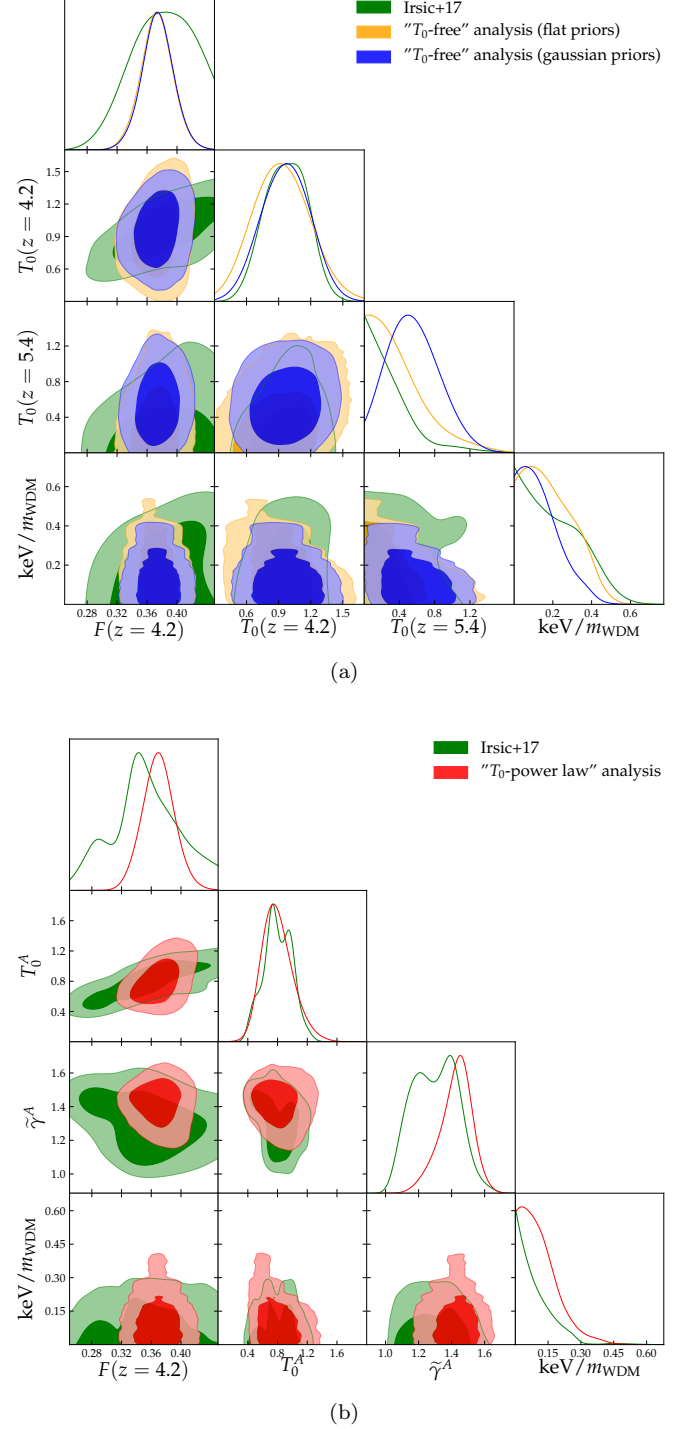 Irsic+17
"T₀-free" analysis (flat priors)
"T₀-free" analysis (gaussian priors)
1.5
1.2
0.9
0.6
T₀(z = 4.2)
1.2
0.8
0.4
T₀(z = 5.4)
0.6
0.4
0.2
keV/m_WDM
0.28 0.32 0.36 0.40
0.6 0.9 1.2 1.5
0.4 0.8 1.2
0.2 0.4 0.6
F(z = 4.2) T₀(z = 4.2) T₀(z = 5.4) keV/m_WDM
(a)
Irsic+17
"T₀-power law" analysis
1.6
1.2
0.8
0.4
T₀ᴬ
1.6
1.4
1.2
1.0
γ̃ᴬ
0.60
0.45
0.30
0.15
keV/m_WDM
0.28 0.32 0.36 0.40
0.4 0.8 1.2 1.6
1.0 1.2 1.4 1.6
0.15 0.30 0.45 0.60
F(z = 4.2) T₀ᴬ γ̃ᴬ keV/m_WDM
(b)